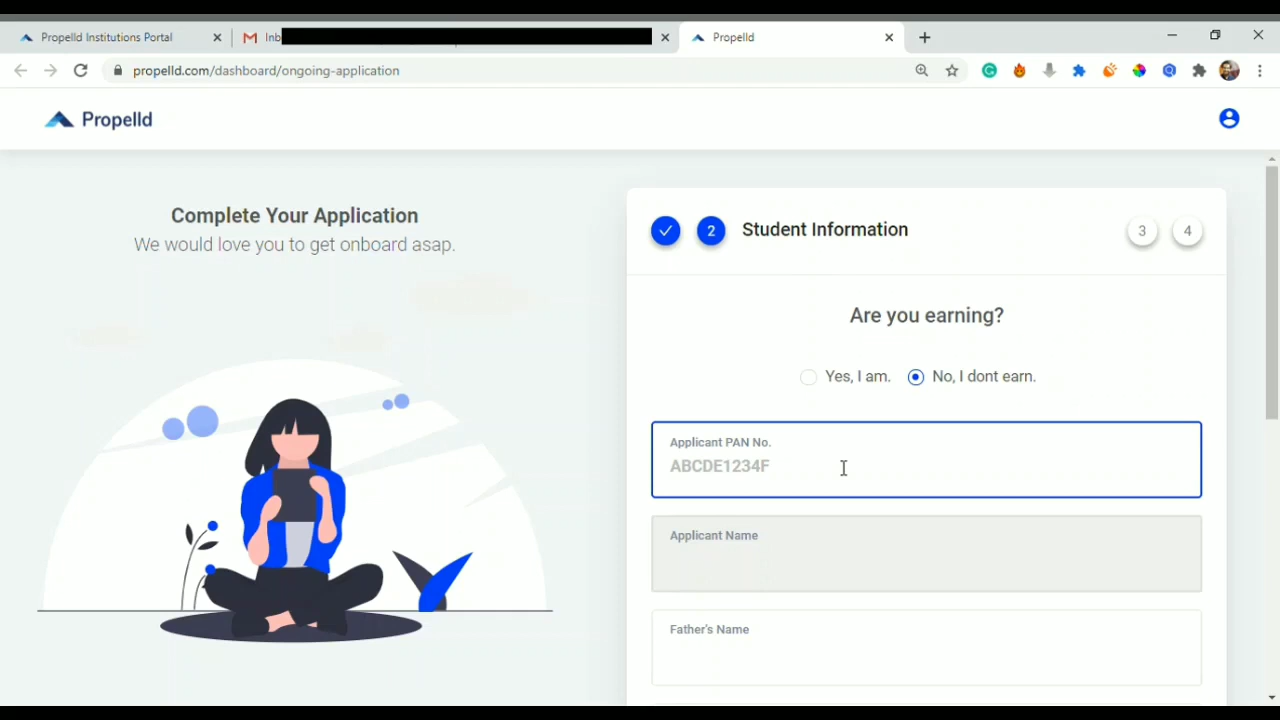 Propelld Institutions Portal
Inb
Propelld
propelld.com/dashboard/ongoing-application
Propelld
Complete Your Application
We would love you to get onboard asap.
2 Student Information 3 4
Are you earning?
Yes, I am. No, I dont earn.
Applicant PAN No.
ABCDE1234F
Applicant Name
Father's Name